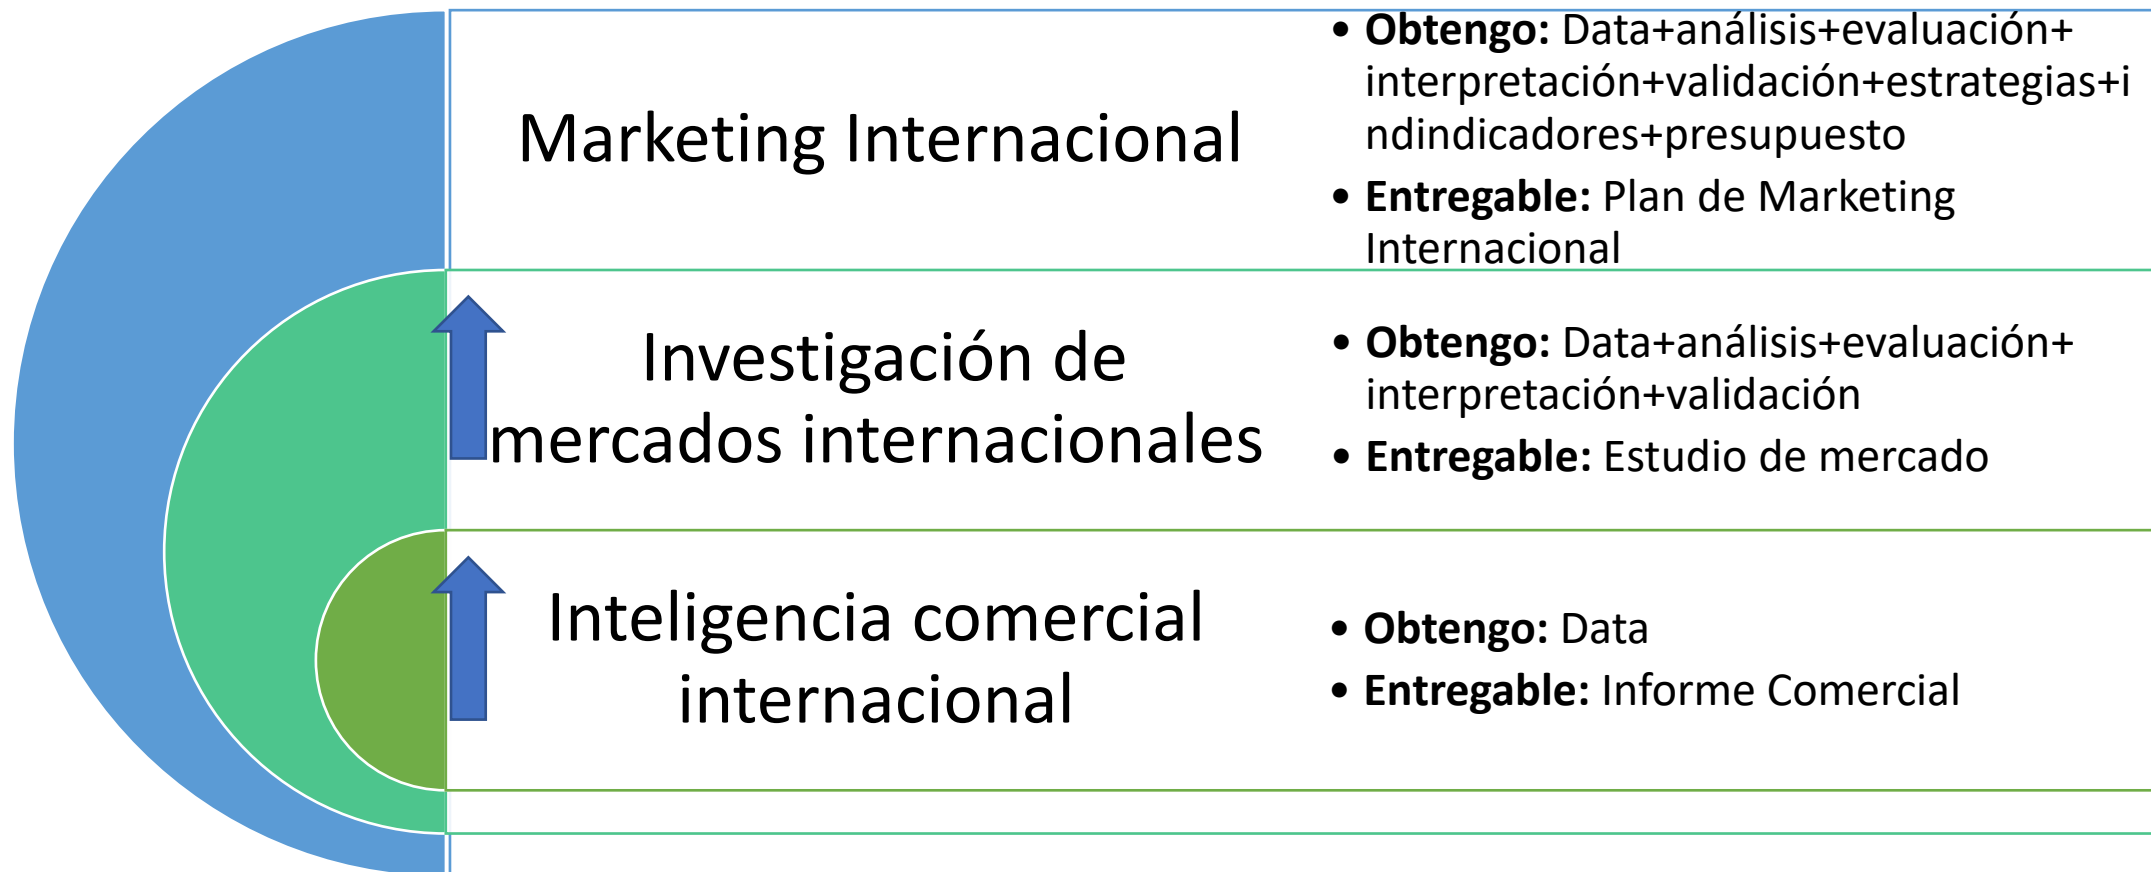 Marketing Internacional
• Obtengo: Data+análisis+evaluación+
interpretación+validación+estrategias+i
ndindicadores+presupuesto
• Entregable: Plan de Marketing
Internacional
Investigación de
mercados internacionales
• Obtengo: Data+análisis+evaluación+
interpretación+validación
• Entregable: Estudio de mercado
Inteligencia comercial
internacional
• Obtengo: Data
• Entregable: Informe Comercial